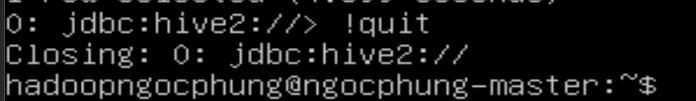 0: jdbc:hive2://> !quit
Closing: 0: jdbc:hive2://
hadoopngocphung@ngocphung-master:~$